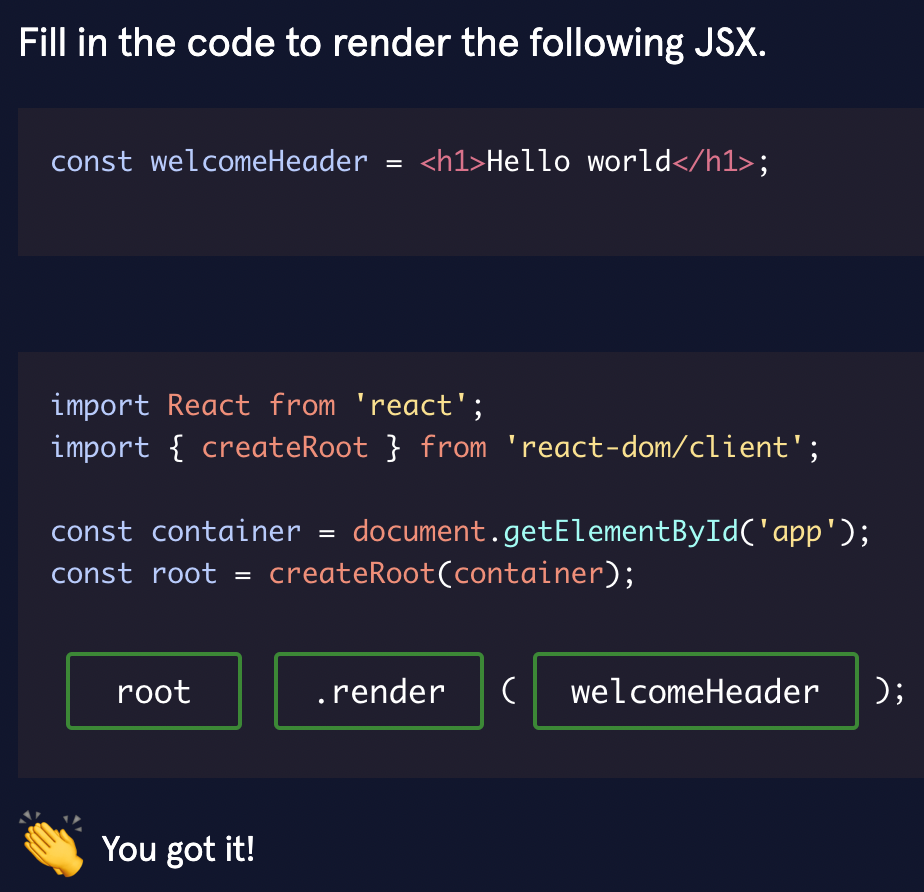 Fill in the code to render the following JSX.
const welcomeHeader = <h1>Hello world</h1>;
import React from 'react';
import { createRoot } from 'react-dom/client';
const container = document.getElementById('app');
const root = createRoot(container);
root .render ( welcomeHeader );
You got it!